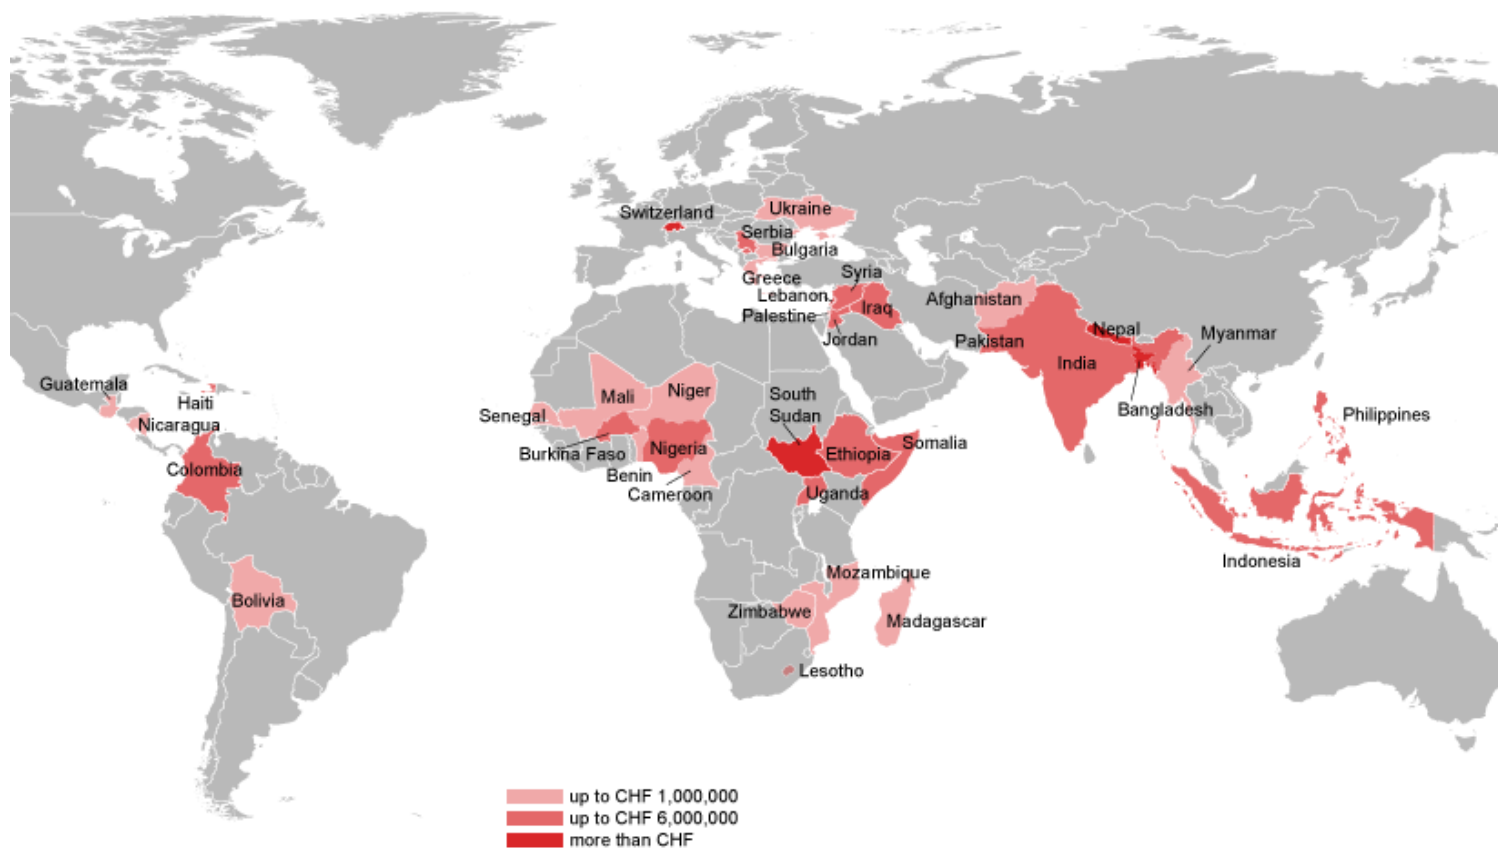 Switzerland
Ukraine
Serbia
Bulgaria
Greece
Syria
Lebanon
Palestine
Iraq
Jordan
Afghanistan
Pakistan
Nepal
India
Myanmar
Bangladesh
Philippines
Indonesia
Guatemala
Haiti
Nicaragua
Colombia
Bolivia
Mali
Niger
Senegal
Burkina Faso
Nigeria
Benin
Cameroon
South
Sudan
Ethiopia
Somalia
Uganda
Mozambique
Zimbabwe
Madagascar
Lesotho
up to CHF 1,000,000
up to CHF 6,000,000
more than CHF